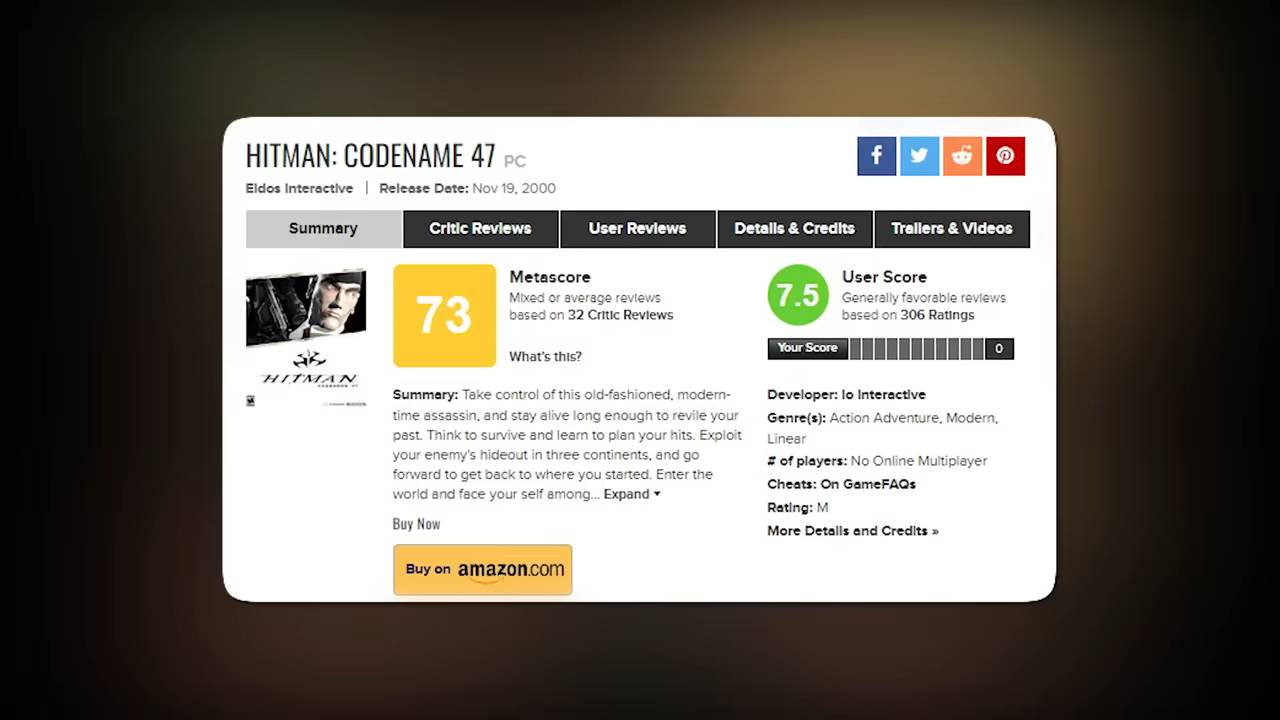 HITMAN: CODENAME 47 PC
Eidos Interactive | Release Date: Nov 19, 2000
Summary
Critic Reviews
User Reviews
Details & Credits
Trailers & Videos
HITMAN
CODENAME 47
EIDOS
73
Metascore
Mixed or average reviews
based on 32 Critic Reviews
What's this?
7.5
User Score
Generally favorable reviews
based on 306 Ratings
Your Score
0
Summary: Take control of this old-fashioned, modern-
time assassin, and stay alive long enough to revile your
past. Think to survive and learn to plan your hits. Exploit
your enemy's hideout in three continents, and go
forward to get back to where you started. Enter the
world and face your self among... Expand
Buy Now
Buy on amazon.com
Developer: Io Interactive
Genre(s): Action Adventure, Modern,
Linear
# of players: No Online Multiplayer
Cheats: On GameFAQs
Rating: M
More Details and Credits »